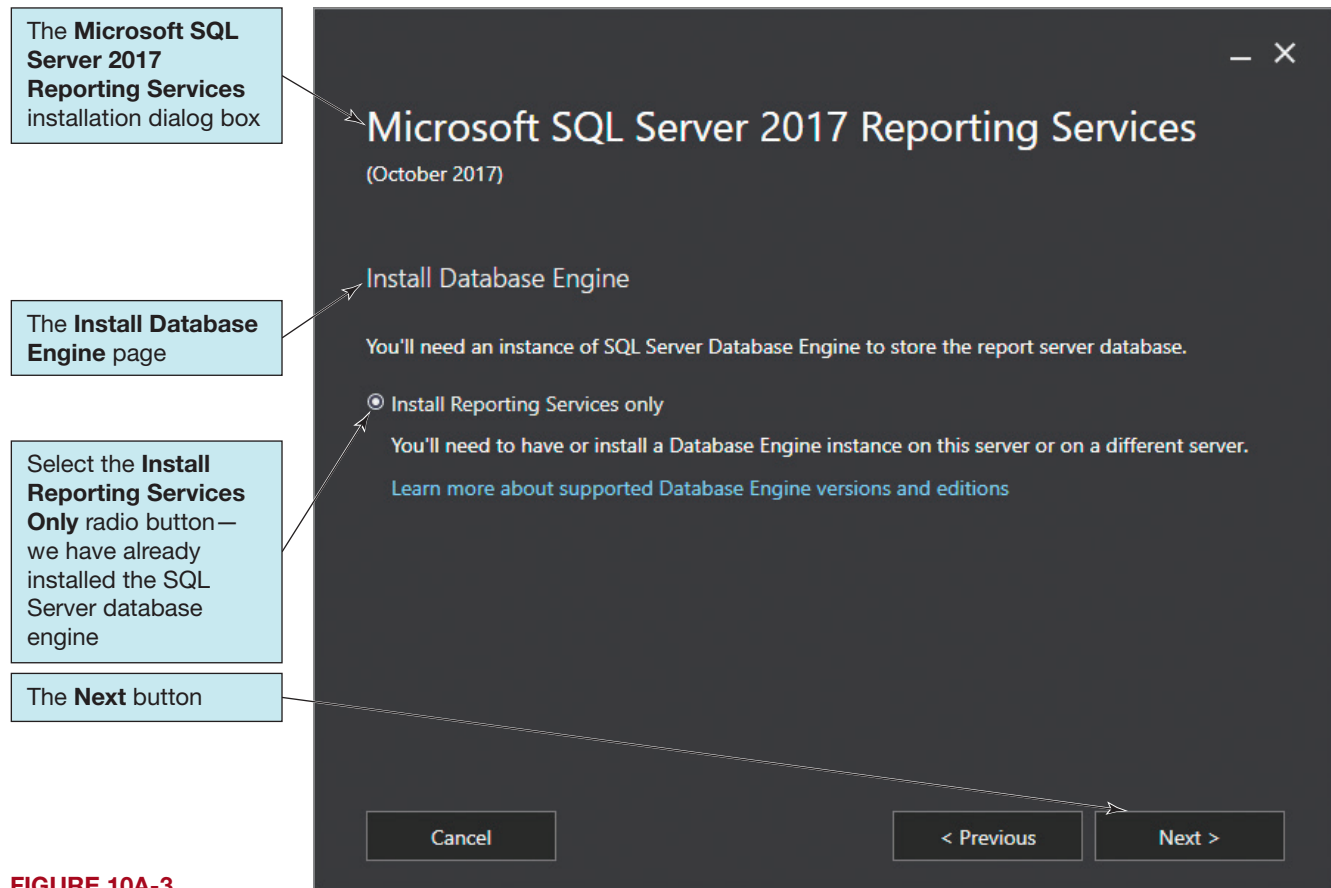 The Microsoft SQL
Server 2017
Reporting Services
installation dialog box
Microsoft SQL Server 2017 Reporting Services
(October 2017)
The Install Database
Engine page
Install Database Engine
You'll need an instance of SQL Server Database Engine to store the report server database.
Select the Install
Reporting Services
Only radio button—
we have already
installed the SQL
Server database
engine
Install Reporting Services only
You'll need to have or install a Database Engine instance on this server or on a different server.
Learn more about supported Database Engine versions and editions
The Next button
Cancel
< Previous
Next >
FIGURE 10A-3